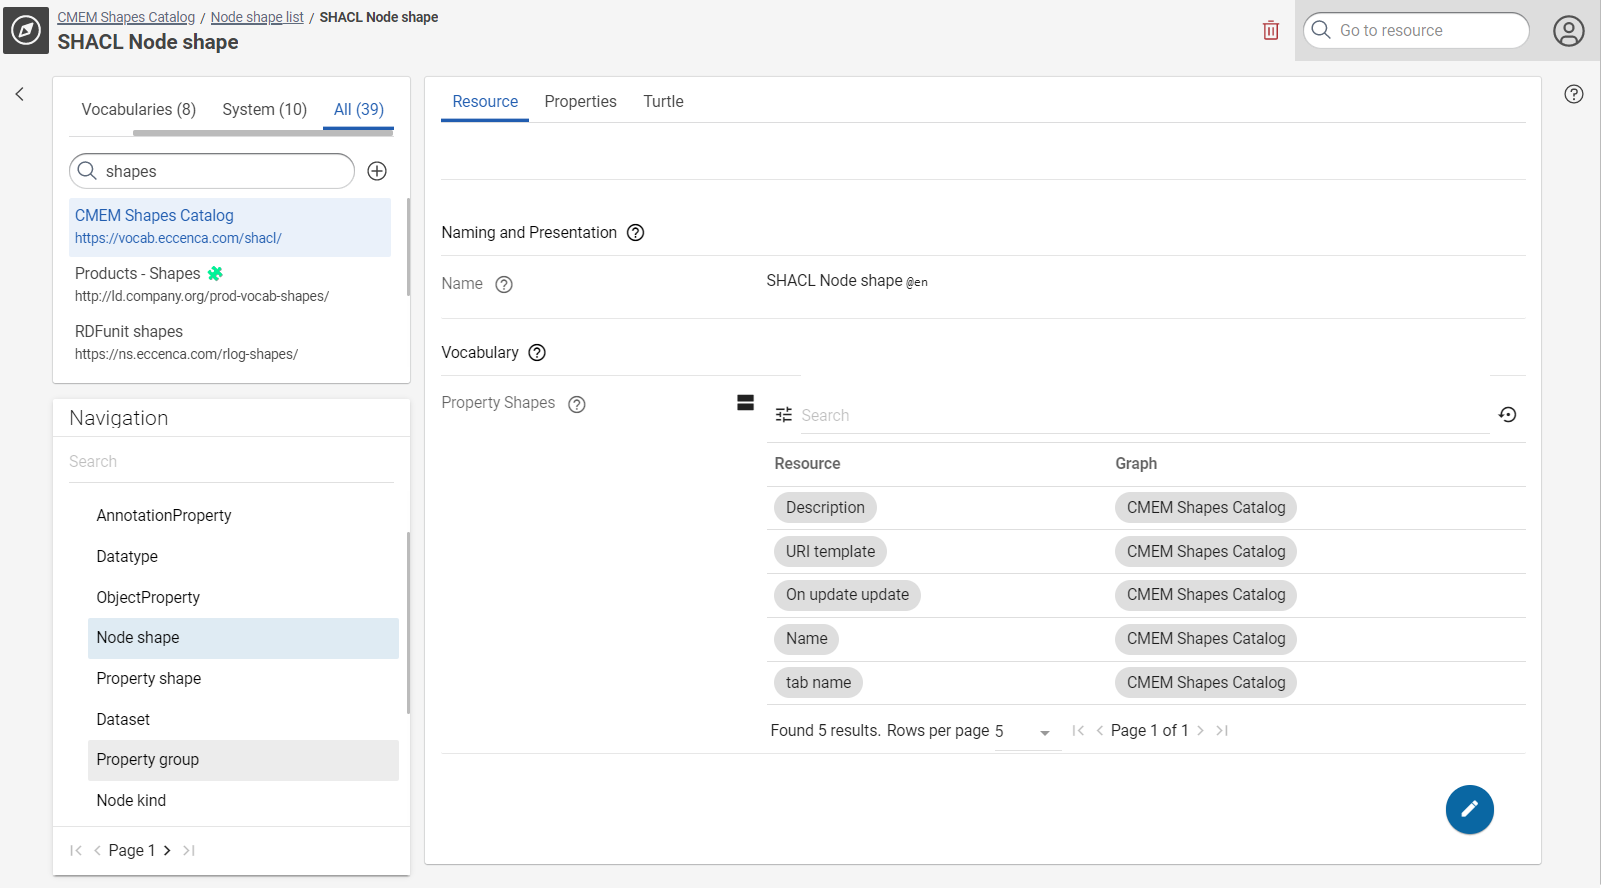 CMEM Shapes Catalog / Node shape list / SHACL Node shape
SHACL Node shape
Go to resource
Vocabularies (8) System (10) All (39)
shapes
CMEM Shapes Catalog
https://vocab.eccenca.com/shacl/
Products - Shapes
http://ld.company.org/prod-vocab-shapes/
RDFunit shapes
https://ns.eccenca.com/rlog-shapes/
Navigation
Search
AnnotationProperty
Datatype
ObjectProperty
Node shape
Property shape
Dataset
Property group
Node kind
Page 1
Resource Properties Turtle
Naming and Presentation
Name SHACL Node shape @en
Vocabulary
Property Shapes
Search
Resource Graph
Description CMEM Shapes Catalog
URI template CMEM Shapes Catalog
On update update CMEM Shapes Catalog
Name CMEM Shapes Catalog
tab name CMEM Shapes Catalog
Found 5 results. Rows per page 5 Page 1 of 1